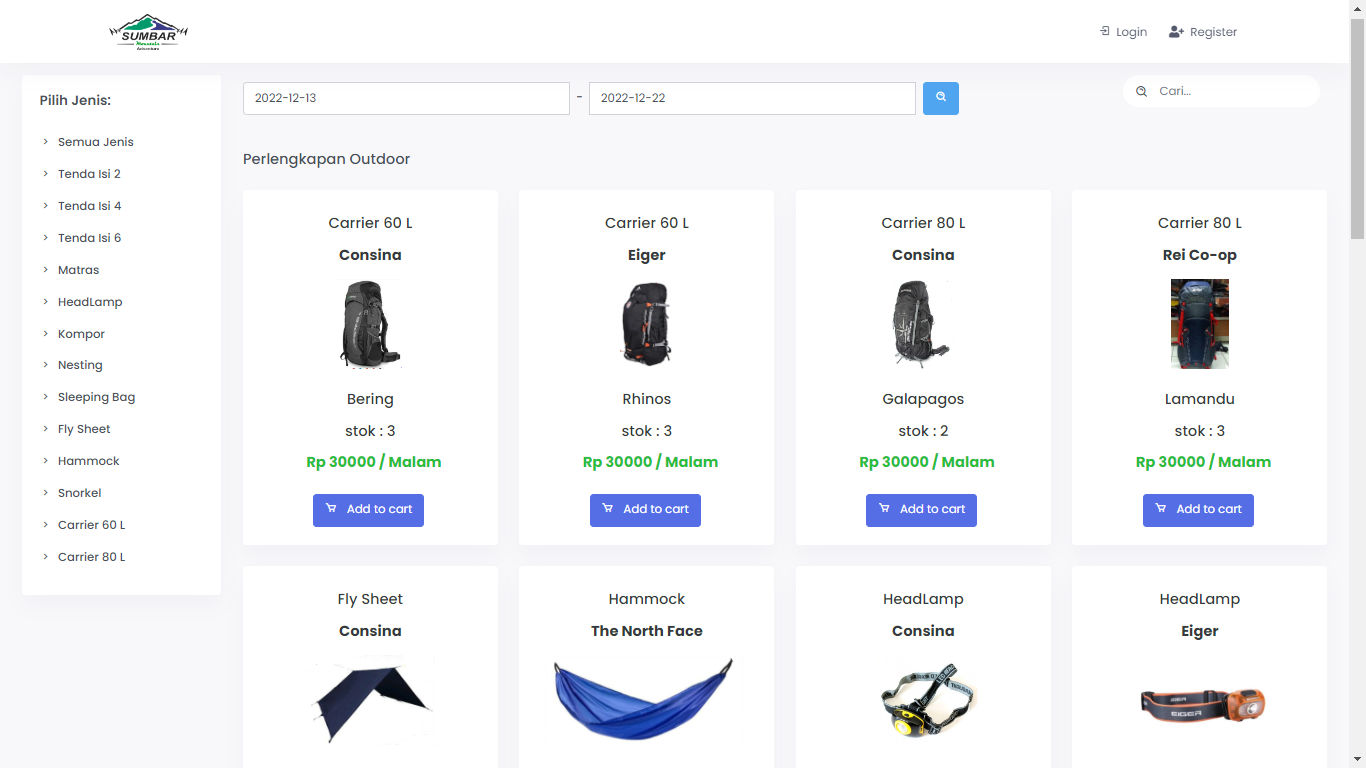 SUMBAR
Mountain
Adventure
Login
Register
Pilih Jenis:
Semua Jenis
Tenda Isi 2
Tenda Isi 4
Tenda Isi 6
Matras
HeadLamp
Kompor
Nesting
Sleeping Bag
Fly Sheet
Hammock
Snorkel
Carrier 60 L
Carrier 80 L
2022-12-13 - 2022-12-22
Cari...
Perlengkapan Outdoor
Carrier 60 L
Consina
Bering
stok : 3
Rp 30000 / Malam
Add to cart
Carrier 60 L
Eiger
Rhinos
stok : 3
Rp 30000 / Malam
Add to cart
Carrier 80 L
Consina
Galapagos
stok : 2
Rp 30000 / Malam
Add to cart
Carrier 80 L
Rei Co-op
Lamandu
stok : 3
Rp 30000 / Malam
Add to cart
Fly Sheet
Consina
Hammock
The North Face
HeadLamp
Consina
HeadLamp
Eiger
EIGER
EIGER